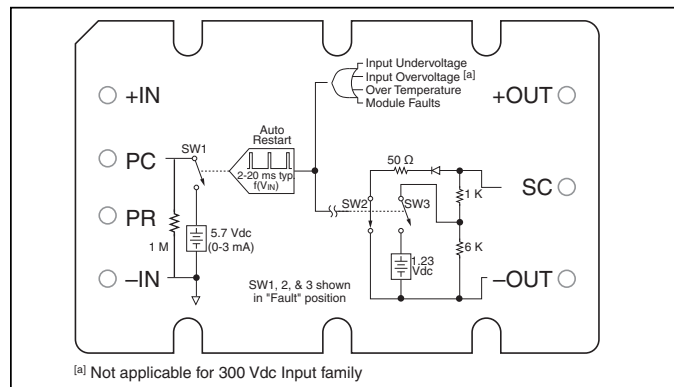 +IN
PC
PR
–IN
SW1
1 M
5.7 Vdc
(0-3 mA)
Auto
Restart
2-20 ms typ.
f(VIN)
Input Undervoltage
Input Overvoltage [a]
Over Temperature
Module Faults
50 Ω
SW2
SW3
1 K
6 K
1.23
Vdc
SW1, 2, & 3 shown
in "Fault" position
+OUT
SC
–OUT
[a] Not applicable for 300 Vdc Input family